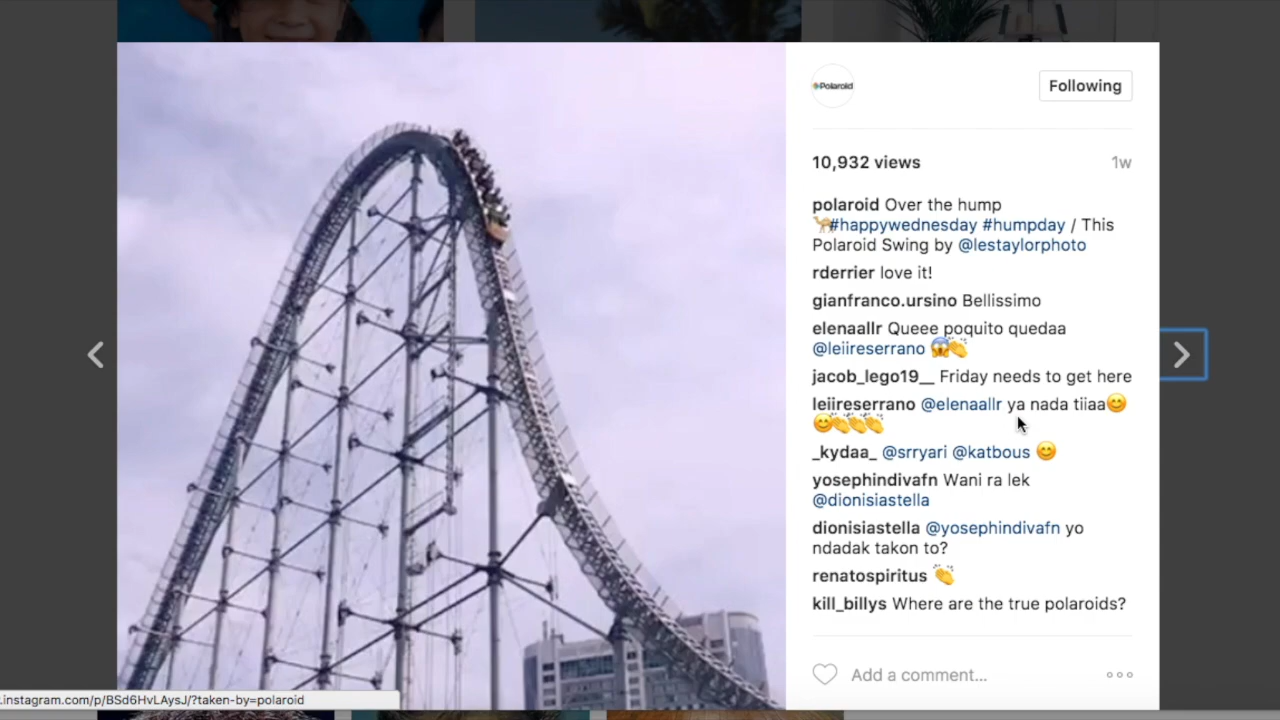 Polaroid
Following
10,932 views
1w
polaroid Over the hump
🐪#happywednesday #humpday / This
Polaroid Swing by @lestaylorphoto
rderrier love it!
gianfranco.ursino Bellissimo
elenaallr Queee poquito quedaa
@leiireserrano 😱👏
jacob_lego19__ Friday needs to get here
leiireserrano @elenaallr ya nada tiiaa😊
😊👏👏👏
_kydaa_ @srryari @katbous 😊
yosephindivafn Wani ra lek
@dionisiastella
dionisiastella @yosephindivafn yo
ndadak takon to?
renatospiritus 👏
kill_billys Where are the true polaroids?
Add a comment...
.instagram.com/p/BSd6HvLAysJ/?taken-by=polaroid